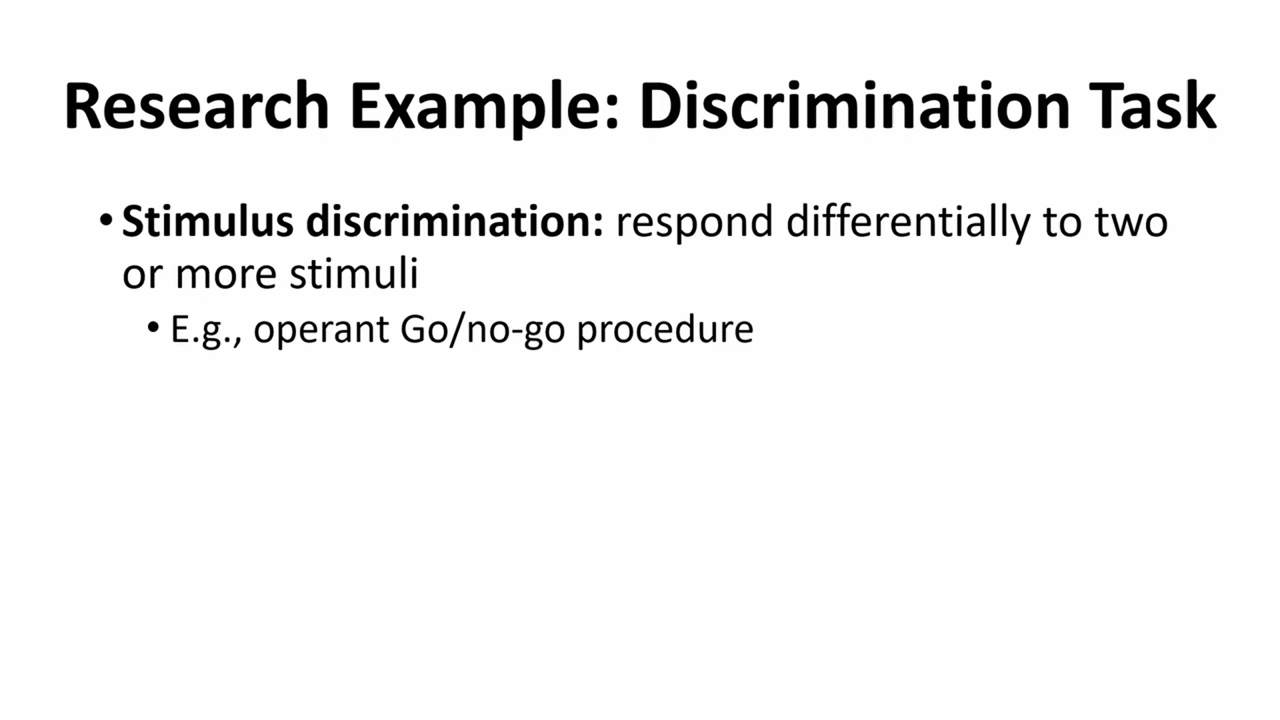 Research Example: Discrimination Task
• Stimulus discrimination: respond differentially to two
or more stimuli
• E.g., operant Go/no-go procedure